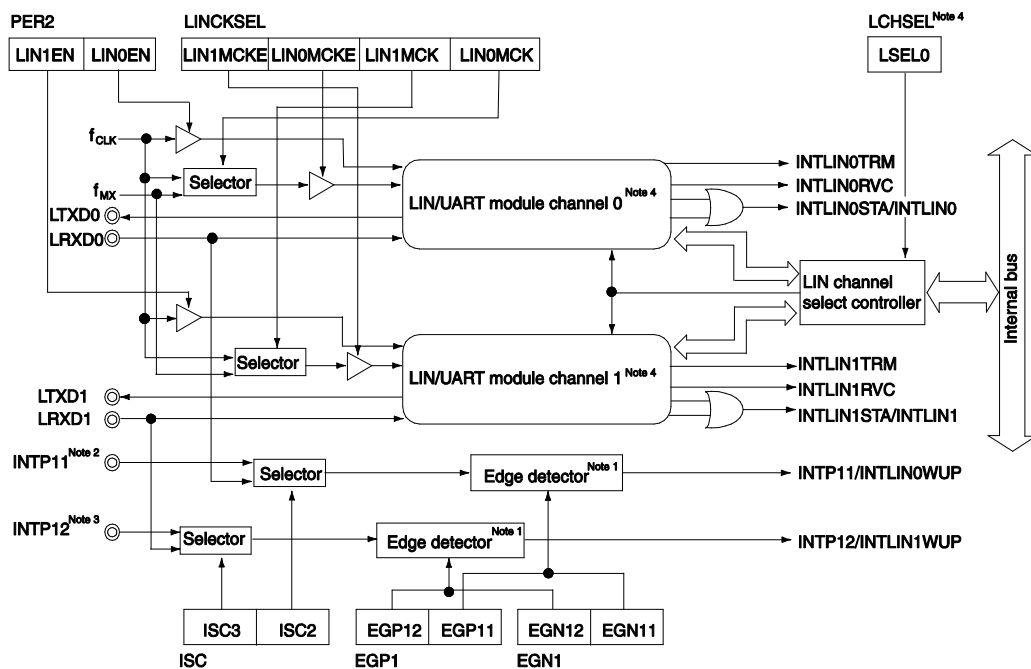 PER2
LINCKSEL
LCHSEL Note 4
LIN1EN LIN0EN
LIN1MCKE LIN0MCKE LIN1MCK LIN0MCK
LSEL0
fCLK
Selector
fMX
LTXD0
LRXD0
LIN/UART module channel 0 Note 4
INTLIN0TRM
INTLIN0RVC
INTLIN0STA/INTLIN0
LIN channel
select controller
Internal bus
Selector
LIN/UART module channel 1 Note 4
INTLIN1TRM
INTLIN1RVC
INTLIN1STA/INTLIN1
LTXD1
LRXD1
INTP11 Note 2
Selector
Edge detector Note 1
INTP11/INTLIN0WUP
INTP12 Note 3
Selector
Edge detector Note 1
INTP12/INTLIN1WUP
ISC3 ISC2
EGP12 EGP11
EGN12 EGN11
ISC
EGP1
EGN1